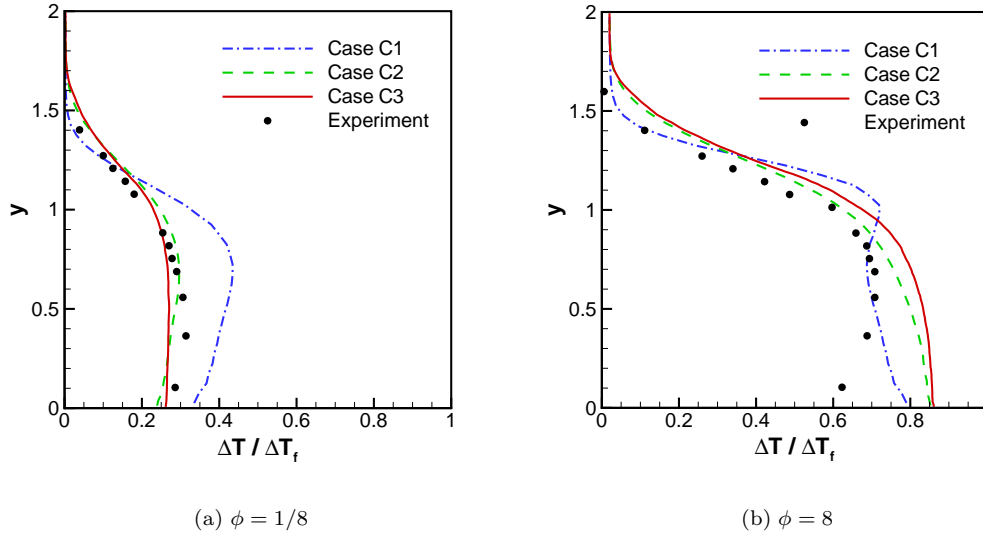 2
1.5
1
0.5
0
y
0 0.2 0.4 0.6 0.8 1
ΔT / ΔT_f
Case C1
Case C2
Case C3
Experiment
(a) ϕ = 1/8
2
1.5
1
0.5
0
y
0 0.2 0.4 0.6 0.8
ΔT / ΔT_f
Case C1
Case C2
Case C3
Experiment
(b) ϕ = 8